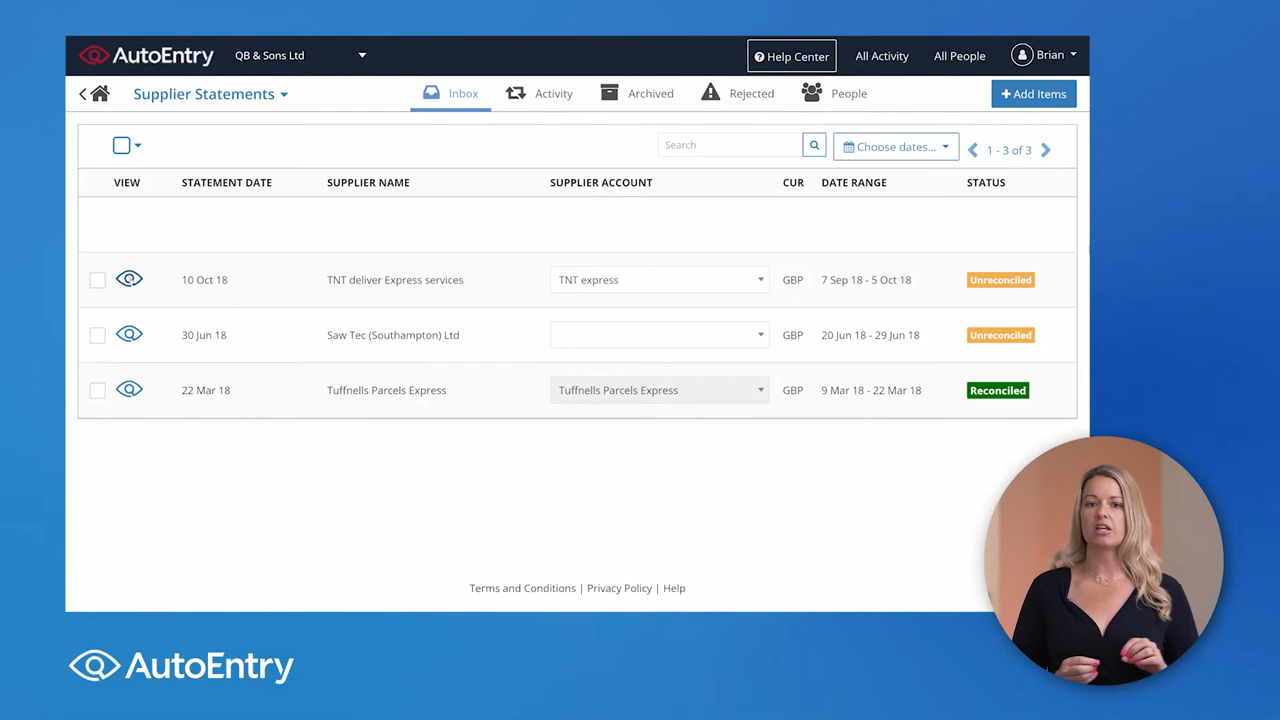 AutoEntry QB & Sons Ltd Help Center All Activity All People Brian
Supplier Statements Inbox Activity Archived Rejected People + Add Items
Search Choose dates... 1 - 3 of 3
VIEW STATEMENT DATE SUPPLIER NAME SUPPLIER ACCOUNT CUR DATE RANGE STATUS
10 Oct 18 TNT deliver Express services TNT express GBP 7 Sep 18 - 5 Oct 18 Unreconciled
30 Jun 18 Saw Tec (Southampton) Ltd GBP 20 Jun 18 - 29 Jun 18 Unreconciled
22 Mar 18 Tuffnells Parcels Express Tuffnells Parcels Express GBP 9 Mar 18 - 22 Mar 18 Reconciled
Terms and Conditions | Privacy Policy | Help
AutoEntry